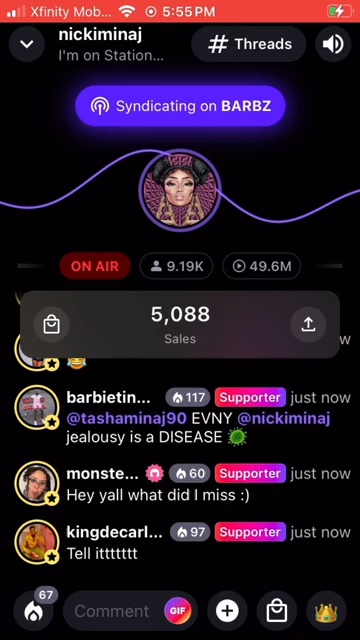 Xfinity Mob... 5:55 PM
nickiminaj
I'm on Station...
# Threads
Syndicating on BARBZ
ON AIR 9.19K 49.6M
5,088
Sales
w
😂
barbietin... 117 Supporter just now
@tashaminaj90 EVNY @nickiminaj
jealousy is a DISEASE 🦠
monste... 60 Supporter just now
Hey yall what did I miss :)
kingdecarl... 97 Supporter just now
Tell itttttttt
67
Comment GIF